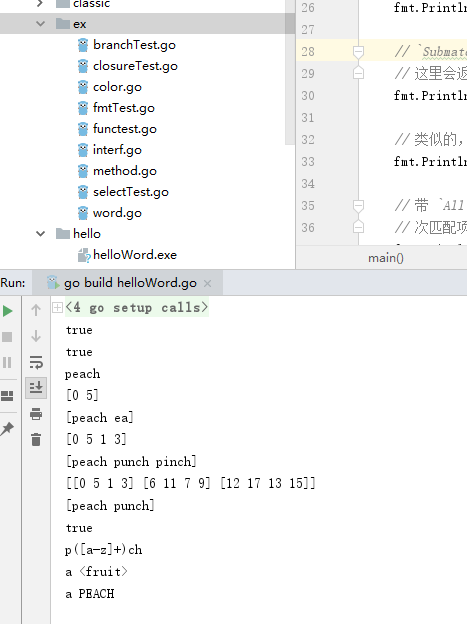 classic
ex
branchTest.go
closureTest.go
color.go
fmtTest.go
functest.go
interf.go
method.go
selectTest.go
word.go
hello
helloWord.exe
26 fmt.Println
27
28 // `Submatc
29 // 这里会返
30 fmt.Println
31
32 // 类似的，
33 fmt.Println
34
35 // 带 `All
36 // 次匹配项
main()
Run: go build helloWord.go
<4 go setup calls>
true
true
peach
[0 5]
[peach ea]
[0 5 1 3]
[peach punch pinch]
[[0 5 1 3] [6 11 7 9] [12 17 13 15]]
[peach punch]
true
p([a-z]+)ch
a <fruit>
a PEACH